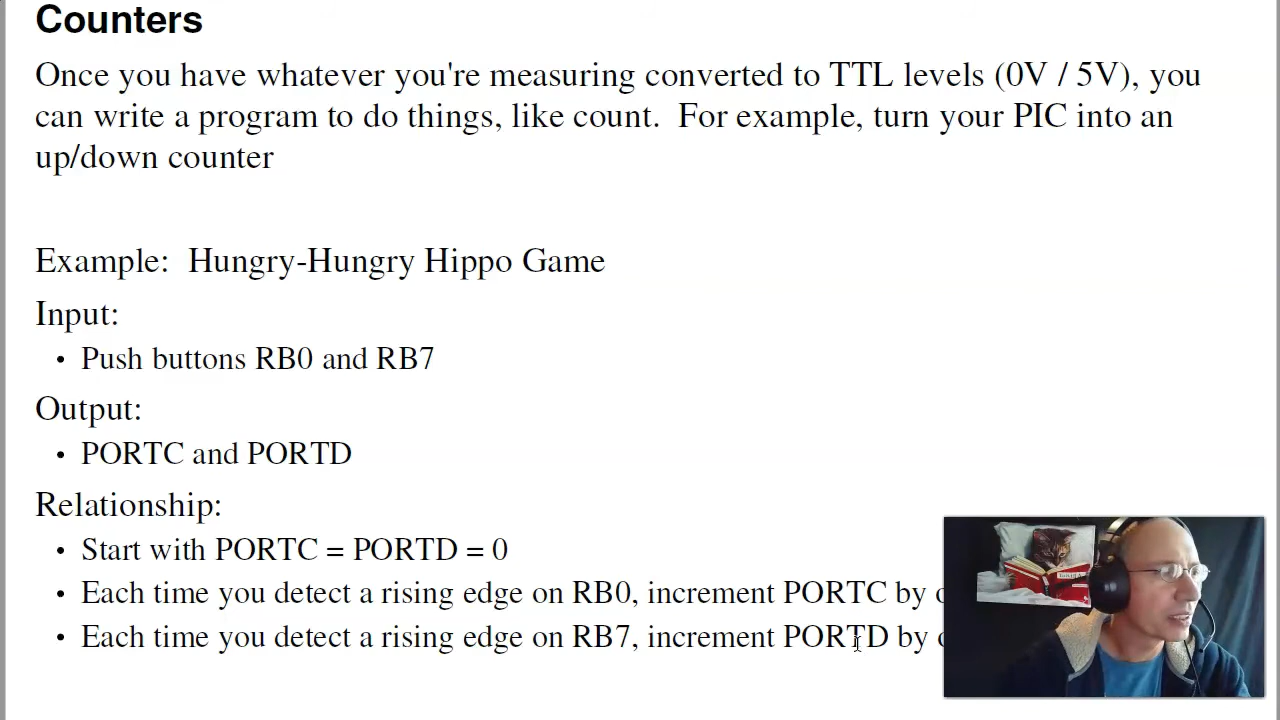 Counters
Once you have whatever you're measuring converted to TTL levels (0V / 5V), you
can write a program to do things, like count.  For example, turn your PIC into an
up/down counter
Example:  Hungry-Hungry Hippo Game
Input:
• Push buttons RB0 and RB7
Output:
• PORTC and PORTD
Relationship:
• Start with PORTC = PORTD = 0
• Each time you detect a rising edge on RB0, increment PORTC by
• Each time you detect a rising edge on RB7, increment PORTD by